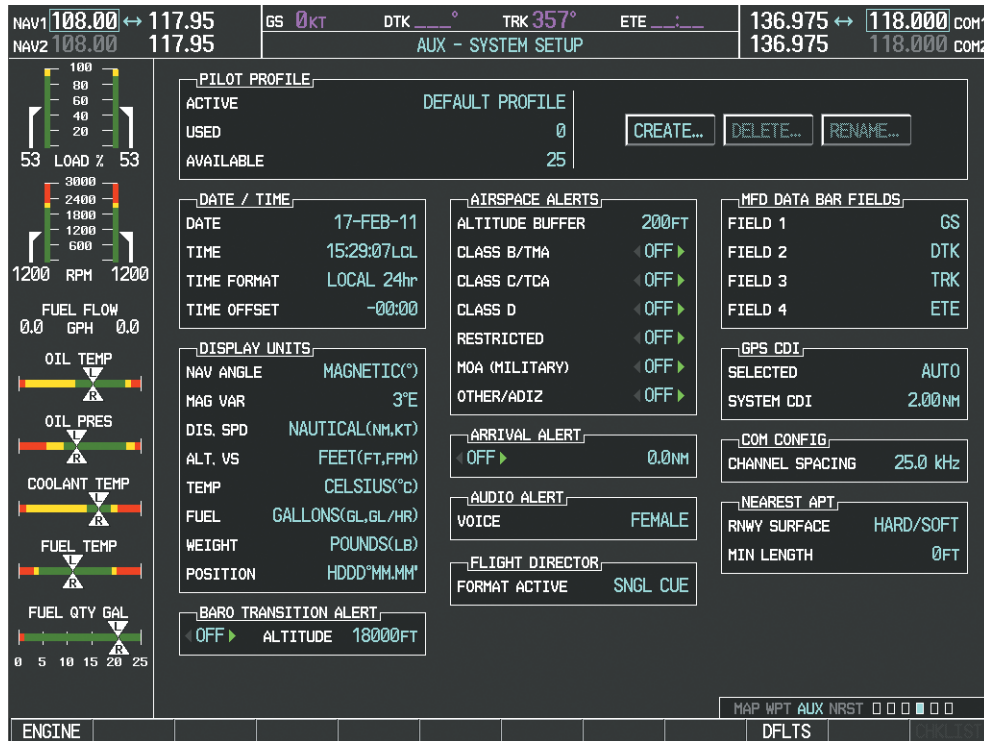 NAV1 108.00 ↔ 117.95 GS 0KT DTK ___° TRK 357° ETE __:__ 136.975 ↔ 118.000 COM1
NAV2 108.00 117.95 AUX – SYSTEM SETUP 136.975 118.000 COM2
100
80
60
40
20
53 LOAD % 53
3000
2400
1800
1200
600
1200 RPM 1200
FUEL FLOW
0.0 GPH 0.0
OIL TEMP
L
R
OIL PRES
L
R
COOLANT TEMP
L
R
FUEL TEMP
L
R
FUEL QTY GAL
L
R
0 5 10 15 20 25
PILOT PROFILE
ACTIVE DEFAULT PROFILE
USED 0
AVAILABLE 25
CREATE... DELETE... RENAME...
DATE / TIME
DATE 17-FEB-11
TIME 15:29:07LCL
TIME FORMAT LOCAL 24hr
TIME OFFSET -00:00
DISPLAY UNITS
NAV ANGLE MAGNETIC(°)
MAG VAR 3°E
DIS, SPD NAUTICAL(NM,KT)
ALT, VS FEET(FT,FPM)
TEMP CELSIUS(°C)
FUEL GALLONS(GL,GL/HR)
WEIGHT POUNDS(LB)
POSITION HDDD°MM.MM'
BARO TRANSITION ALERT
OFF ALTITUDE 18000FT
AIRSPACE ALERTS
ALTITUDE BUFFER 200FT
CLASS B/TMA OFF
CLASS C/TCA OFF
CLASS D OFF
RESTRICTED OFF
MOA (MILITARY) OFF
OTHER/ADIZ OFF
ARRIVAL ALERT
OFF 0.0NM
AUDIO ALERT
VOICE FEMALE
FLIGHT DIRECTOR
FORMAT ACTIVE SNGL CUE
MFD DATA BAR FIELDS
FIELD 1 GS
FIELD 2 DTK
FIELD 3 TRK
FIELD 4 ETE
GPS CDI
SELECTED AUTO
SYSTEM CDI 2.00NM
COM CONFIG
CHANNEL SPACING 25.0 kHz
NEAREST APT
RNWY SURFACE HARD/SOFT
MIN LENGTH 0FT
MAP WPT AUX NRST
ENGINE DFLTS CHKLIST